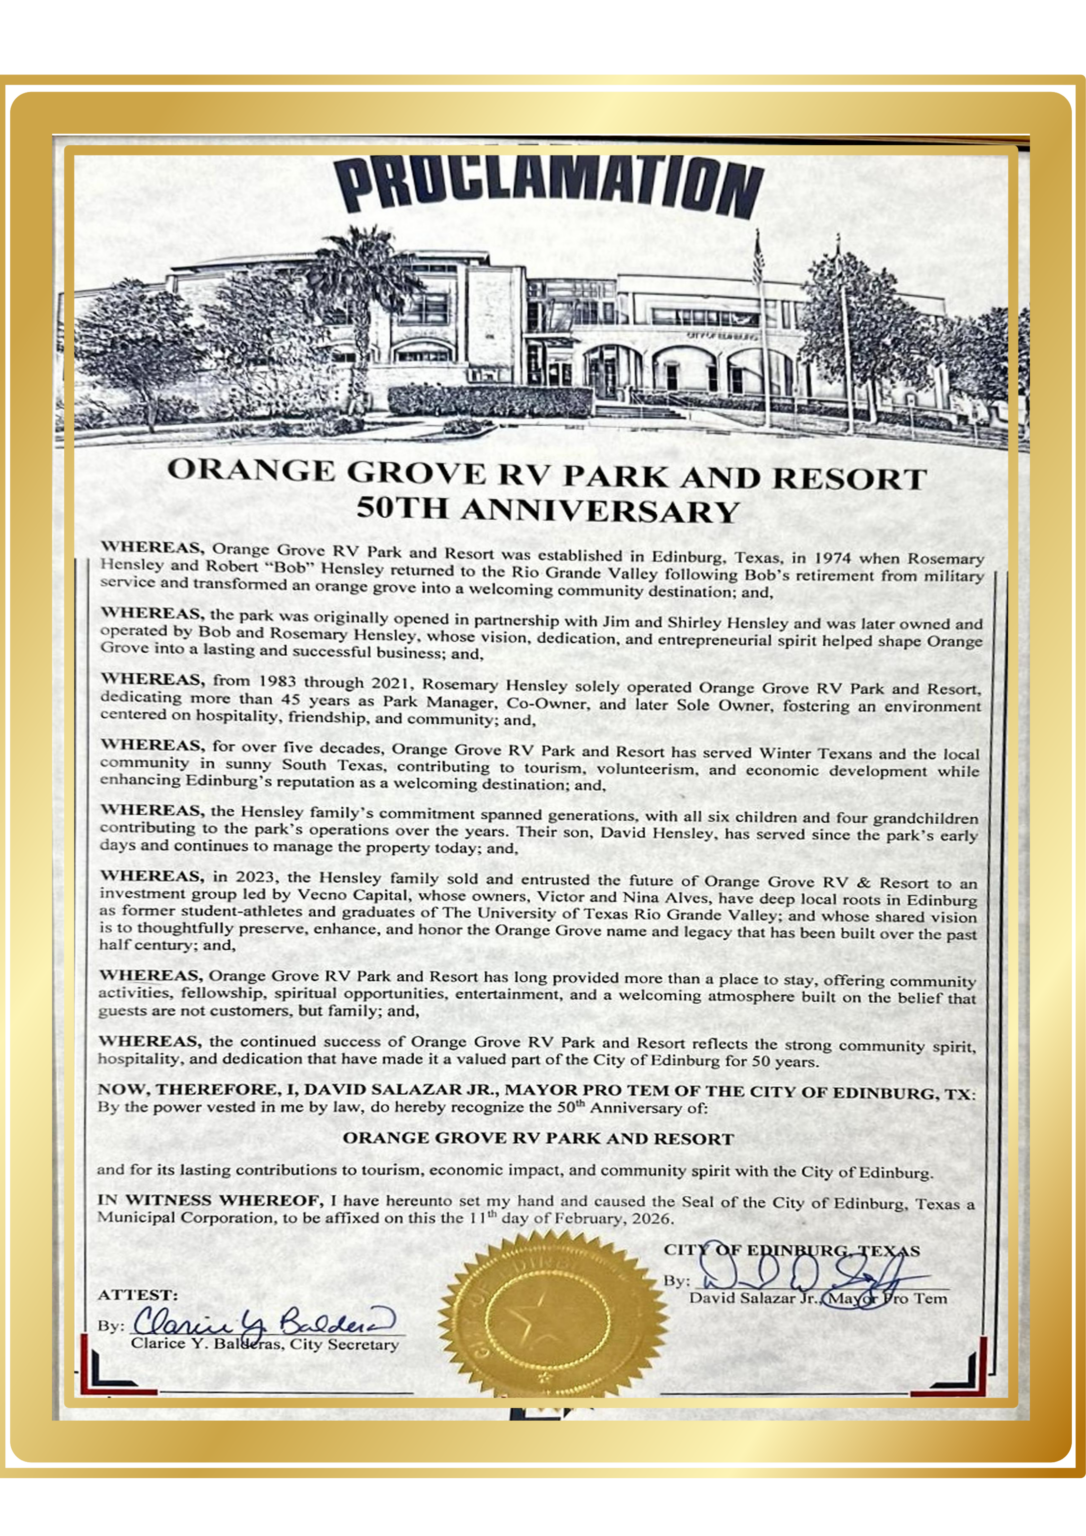 PROCLAMATION
CITY OF EDINBURG
ORANGE GROVE RV PARK AND RESORT
50TH ANNIVERSARY
WHEREAS, Orange Grove RV Park and Resort was established in Edinburg, Texas, in 1974 when Rosemary
Hensley and Robert “Bob” Hensley returned to the Rio Grande Valley following Bob’s retirement from military
service and transformed an orange grove into a welcoming community destination; and,
WHEREAS, the park was originally opened in partnership with Jim and Shirley Hensley and was later owned and
operated by Bob and Rosemary Hensley, whose vision, dedication, and entrepreneurial spirit helped shape Orange
Grove into a lasting and successful business; and,
WHEREAS, from 1983 through 2021, Rosemary Hensley solely operated Orange Grove RV Park and Resort,
dedicating more than 45 years as Park Manager, Co-Owner, and later Sole Owner, fostering an environment
centered on hospitality, friendship, and community; and,
WHEREAS, for over five decades, Orange Grove RV Park and Resort has served Winter Texans and the local
community in sunny South Texas, contributing to tourism, volunteerism, and economic development while
enhancing Edinburg’s reputation as a welcoming destination; and,
WHEREAS, the Hensley family’s commitment spanned generations, with all six children and four grandchildren
contributing to the park’s operations over the years. Their son, David Hensley, has served since the park’s early
days and continues to manage the property today; and,
WHEREAS, in 2023, the Hensley family sold and entrusted the future of Orange Grove RV & Resort to an
investment group led by Vecno Capital, whose owners, Victor and Nina Alves, have deep local roots in Edinburg
as former student-athletes and graduates of The University of Texas Rio Grande Valley; and whose shared vision
is to thoughtfully preserve, enhance, and honor the Orange Grove name and legacy that has been built over the past
half century; and,
WHEREAS, Orange Grove RV Park and Resort has long provided more than a place to stay, offering community
activities, fellowship, spiritual opportunities, entertainment, and a welcoming atmosphere built on the belief that
guests are not customers, but family; and,
WHEREAS, the continued success of Orange Grove RV Park and Resort reflects the strong community spirit,
hospitality, and dedication that have made it a valued part of the City of Edinburg for 50 years.
NOW, THEREFORE, I, DAVID SALAZAR JR., MAYOR PRO TEM OF THE CITY OF EDINBURG, TX:
By the power vested in me by law, do hereby recognize the 50th Anniversary of:
ORANGE GROVE RV PARK AND RESORT
and for its lasting contributions to tourism, economic impact, and community spirit with the City of Edinburg.
IN WITNESS WHEREOF, I have hereunto set my hand and caused the Seal of the City of Edinburg, Texas a
Municipal Corporation, to be affixed on this the 11th day of February, 2026.
CITY OF EDINBURG, TEXAS
By:
David Salazar Jr., Mayor Pro Tem
ATTEST:
By: Clarice Y. Balderas
Clarice Y. Balderas, City Secretary